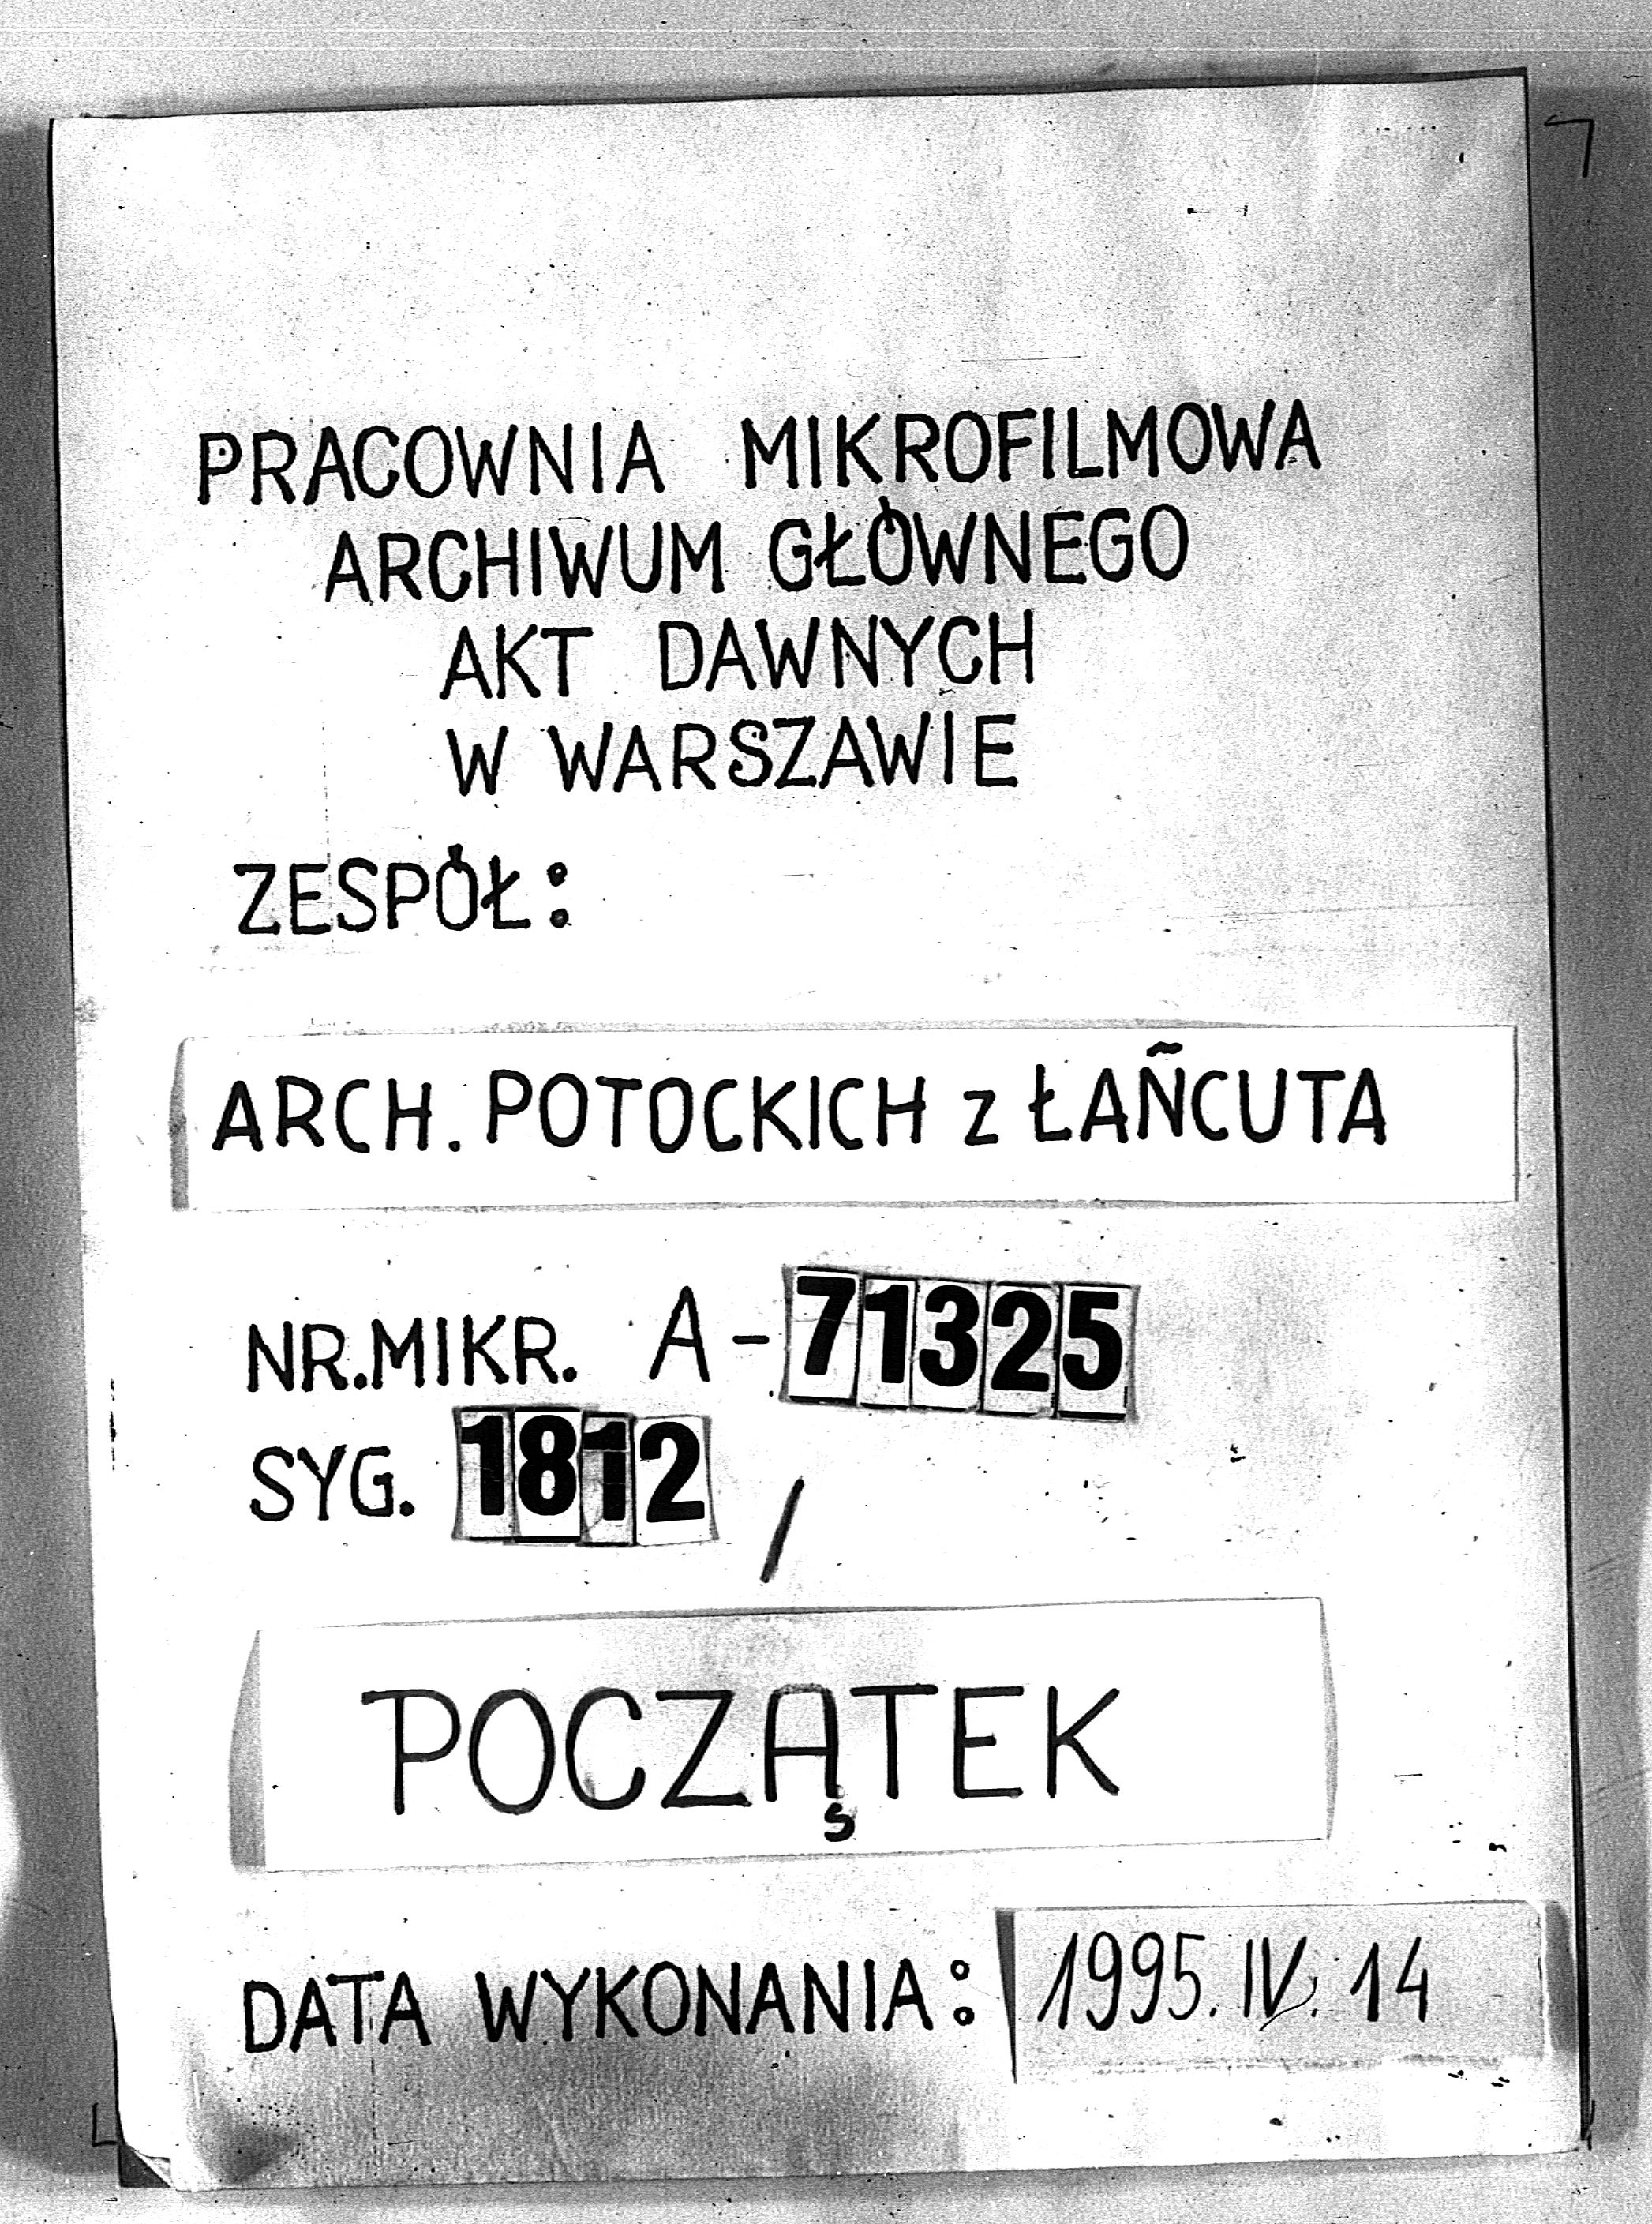 PRACOWNIA MIKROFILMOWA
ARCHIWUM GŁÓWNEGO
AKT DAWNYCH
W WARSZAWIE
ZESPÓŁ:
ARCH. POTOCKICH z ŁAŃCUTA
NR.MIKR. A-71325
SYG. 1812 /
POCZĄTEK
DATA WYKONANIA: 1995.IV.14